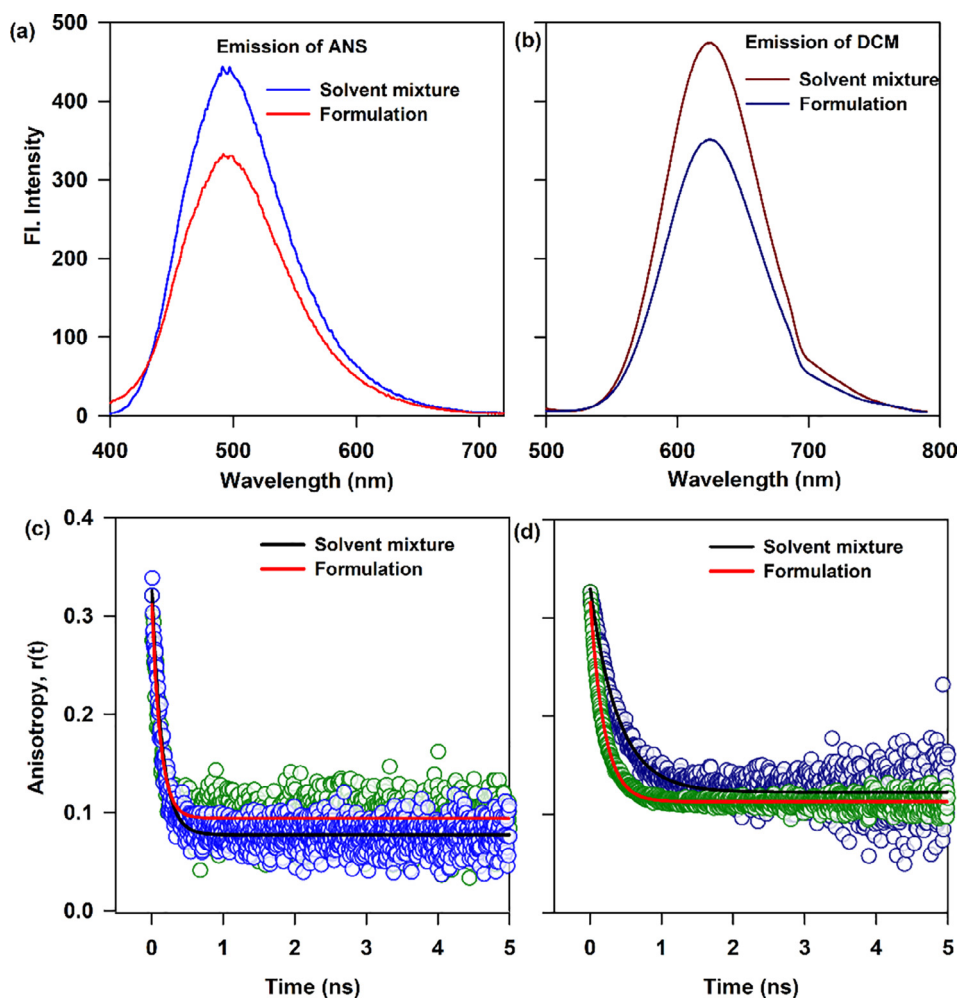 (a)
Emission of ANS
Solvent mixture
Formulation
500
400
300
200
100
0
Fl. Intensity
400 500 600 700
Wavelength (nm)
(b)
Emission of DCM
Solvent mixture
Formulation
500 600 700 800
Wavelength (nm)
(c)
Solvent mixture
Formulation
0.4
0.3
0.2
0.1
0.0
Anisotropy, r(t)
0 1 2 3 4 5
Time (ns)
(d)
Solvent mixture
Formulation
0 1 2 3 4 5
Time (ns)